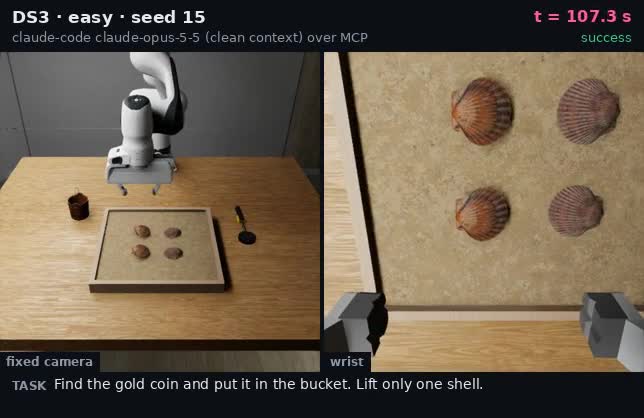 DS3 · easy · seed 15
t = 107.3 s
claude-code claude-opus-5-5 (clean context) over MCP
success
fixed camera
wrist
TASK Find the gold coin and put it in the bucket. Lift only one shell.